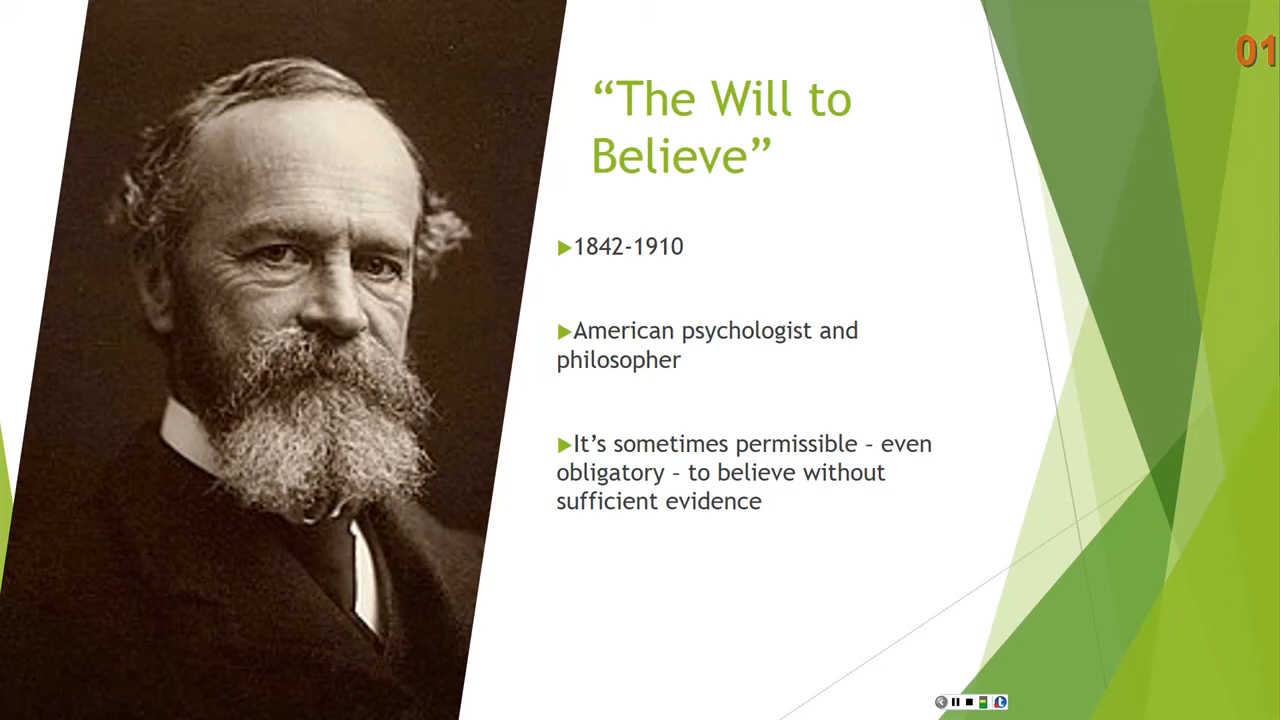 01
“The Will to
Believe”
1842-1910
American psychologist and
philosopher
It’s sometimes permissible – even
obligatory – to believe without
sufficient evidence